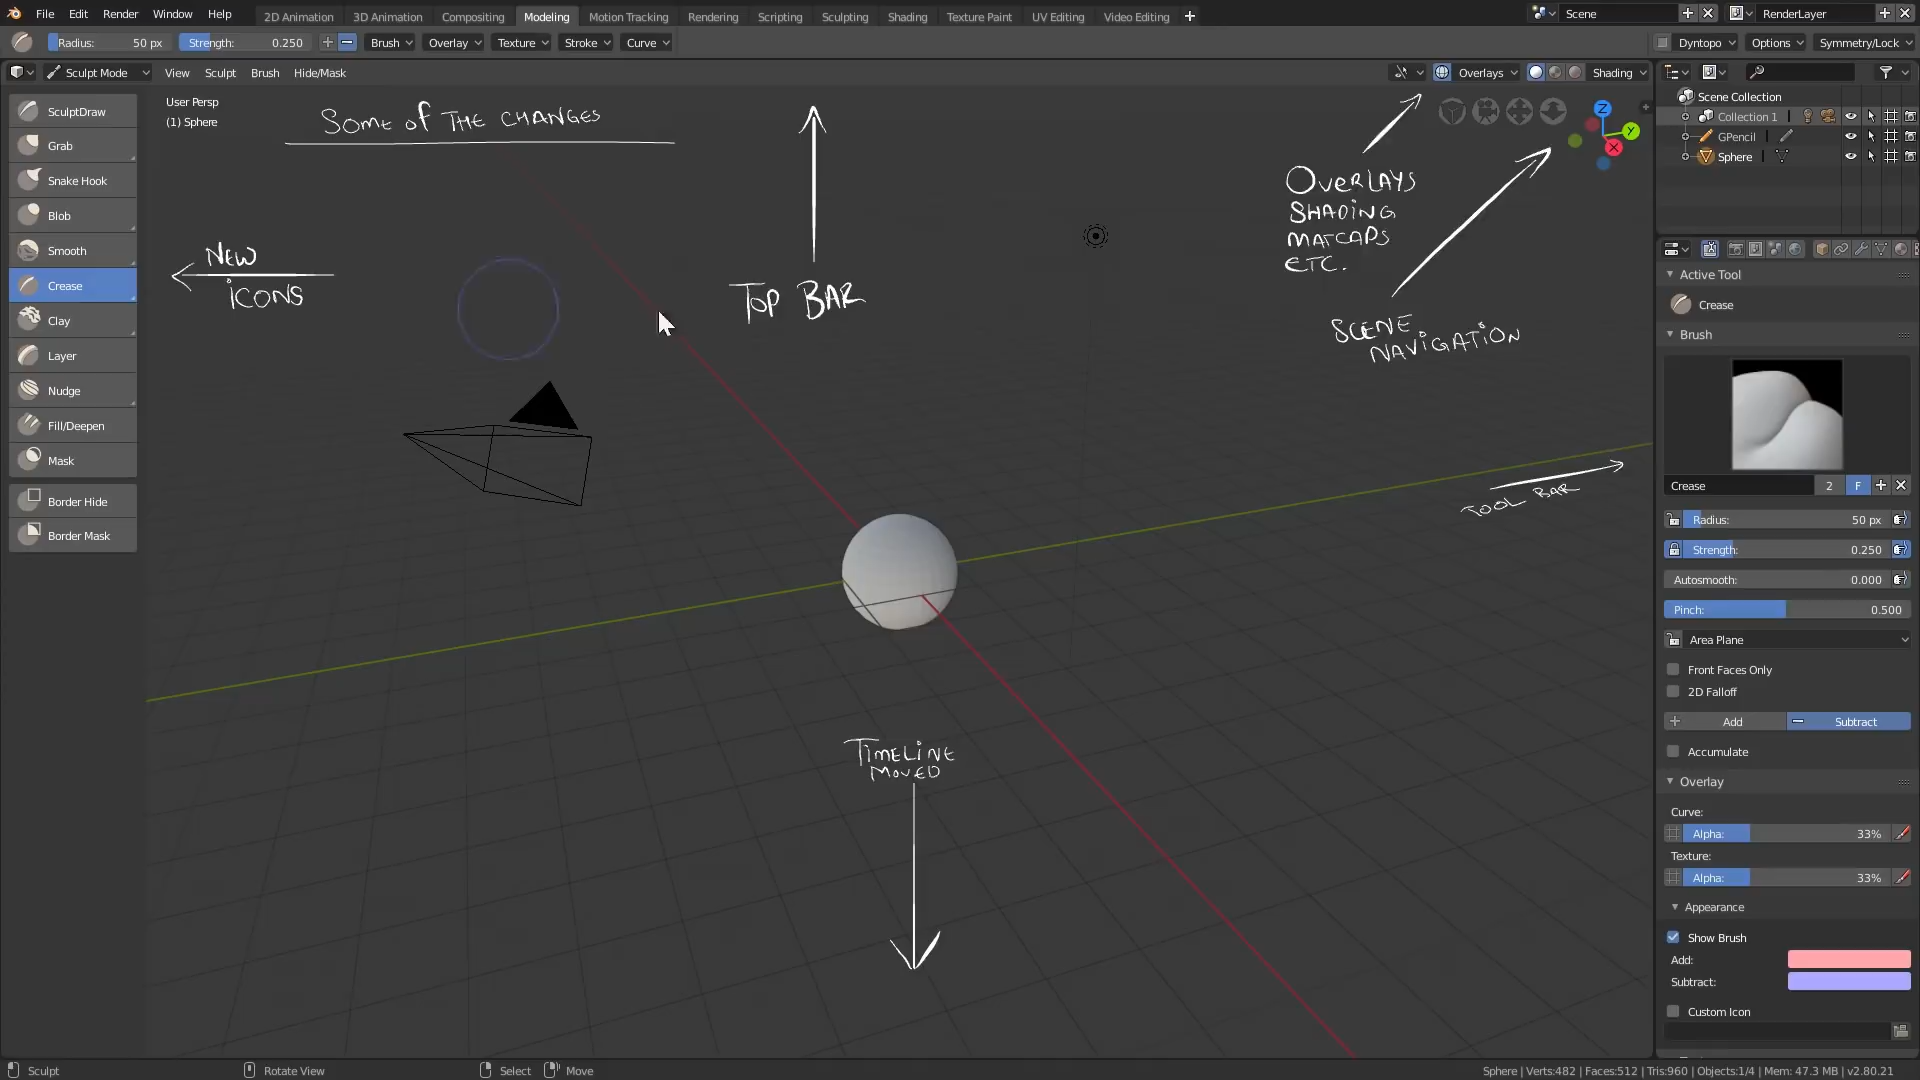 File Edit Render Window Help
2D Animation 3D Animation Compositing Modeling Motion Tracking Rendering Scripting Sculpting Shading Texture Paint UV Editing Video Editing
Scene
RenderLayer
Radius: 50 px Strength: 0.250 Brush Overlay Texture Stroke Curve
Dyntopo Options Symmetry/Lock
Sculpt Mode View Sculpt Brush Hide/Mask
Overlays Shading
SculptDraw
Grab
Snake Hook
Blob
Smooth
Crease
Clay
Layer
Nudge
Fill/Deepen
Mask
Border Hide
Border Mask
User Persp
(1) Sphere
SOME of THE CHANGES
NEW
iCONS
TOP BAR
OVERLAYS
SHADING
MATCAPS
ETC.
SCENE
NAVIGATION
TOOL BAR
TIMELINE
MOVED
Z
Y
X
Scene Collection
Collection 1
GPencil
Sphere
Active Tool
Crease
Brush
Crease 2 F
Radius: 50 px
Strength: 0.250
Autosmooth: 0.000
Pinch: 0.500
Area Plane
Front Faces Only
2D Falloff
Add Subtract
Accumulate
Overlay
Curve:
Alpha: 33%
Texture:
Alpha: 33%
Appearance
Show Brush
Add:
Subtract:
Custom Icon
Sculpt Rotate View Select Move
Sphere | Verts:482 | Faces:512 | Tris:960 | Objects:1/4 | Mem: 47.3 MB | v2.80.21